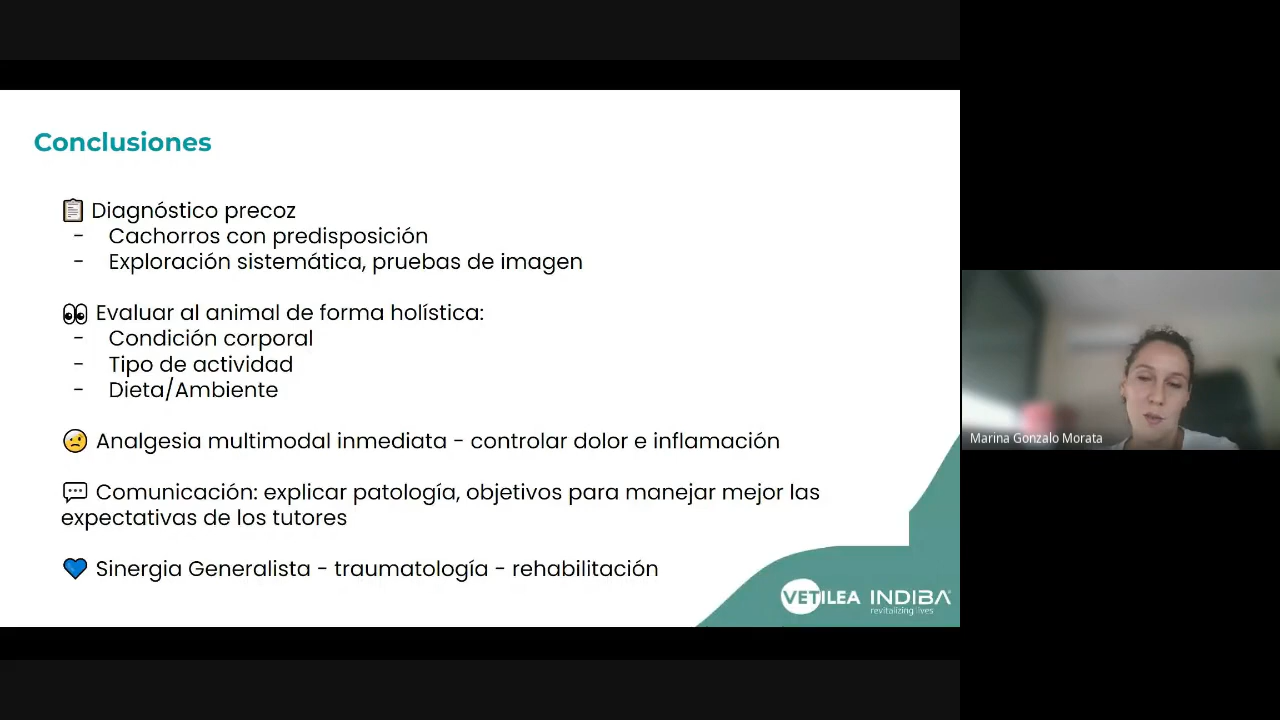 Conclusiones
📋 Diagnóstico precoz
- Cachorros con predisposición
- Exploración sistemática, pruebas de imagen
👀 Evaluar al animal de forma holística:
- Condición corporal
- Tipo de actividad
- Dieta/Ambiente
🤕 Analgesia multimodal inmediata - controlar dolor e inflamación
💬 Comunicación: explicar patología, objetivos para manejar mejor las
expectativas de los tutores
💙 Sinergia Generalista - traumatología - rehabilitación
VETILEA INDIBA®
revitalizing lives
Marina Gonzalo Morata